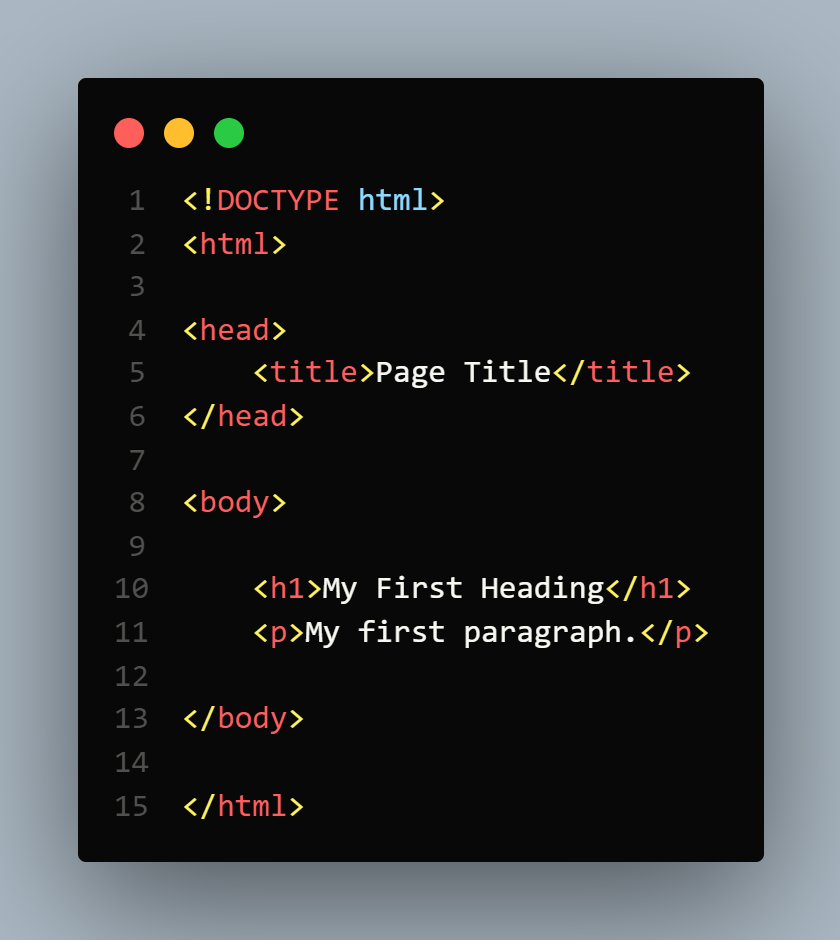 1 <!DOCTYPE html>
2 <html>
3
4 <head>
5     <title>Page Title</title>
6 </head>
7
8 <body>
9
10     <h1>My First Heading</h1>
11     <p>My first paragraph.</p>
12
13 </body>
14
15 </html>